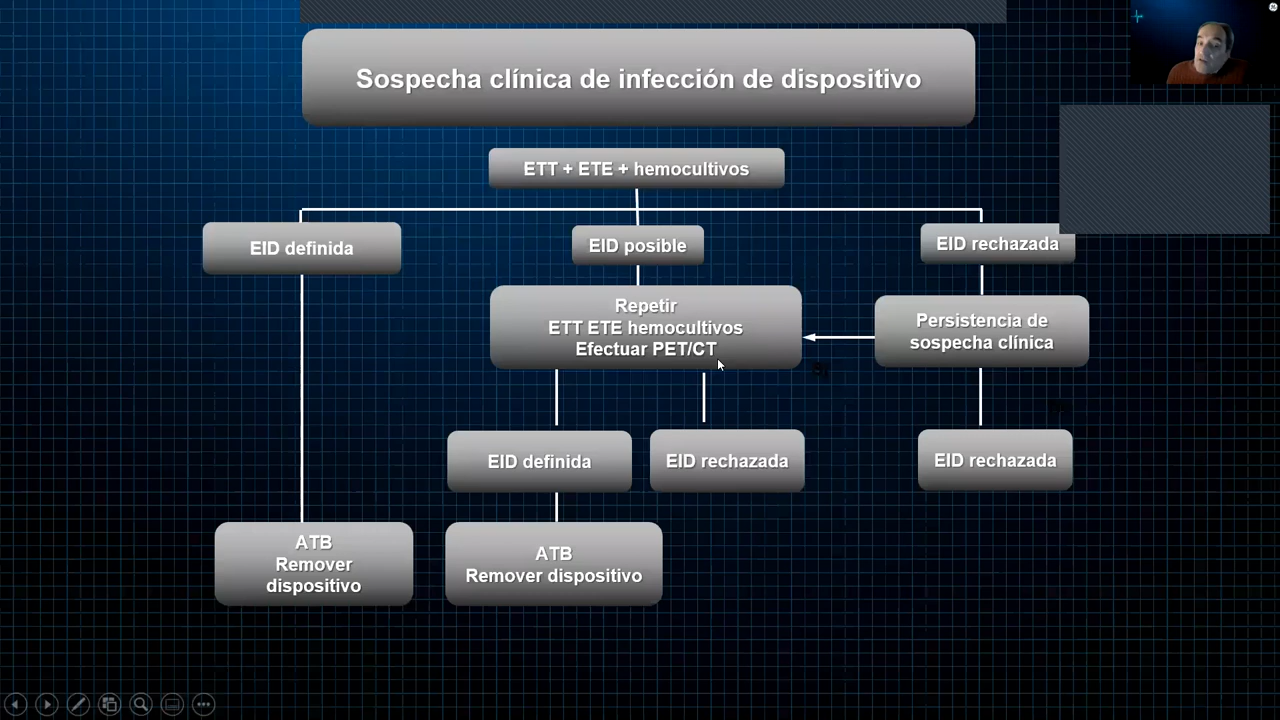 Sospecha clínica de infección de dispositivo
ETT + ETE + hemocultivos
EID definida
EID posible
EID rechazada
Repetir
ETT ETE hemocultivos
Efectuar PET/CT
Persistencia de
sospecha clínica
EID definida
EID rechazada
EID rechazada
ATB
Remover
dispositivo
ATB
Remover dispositivo